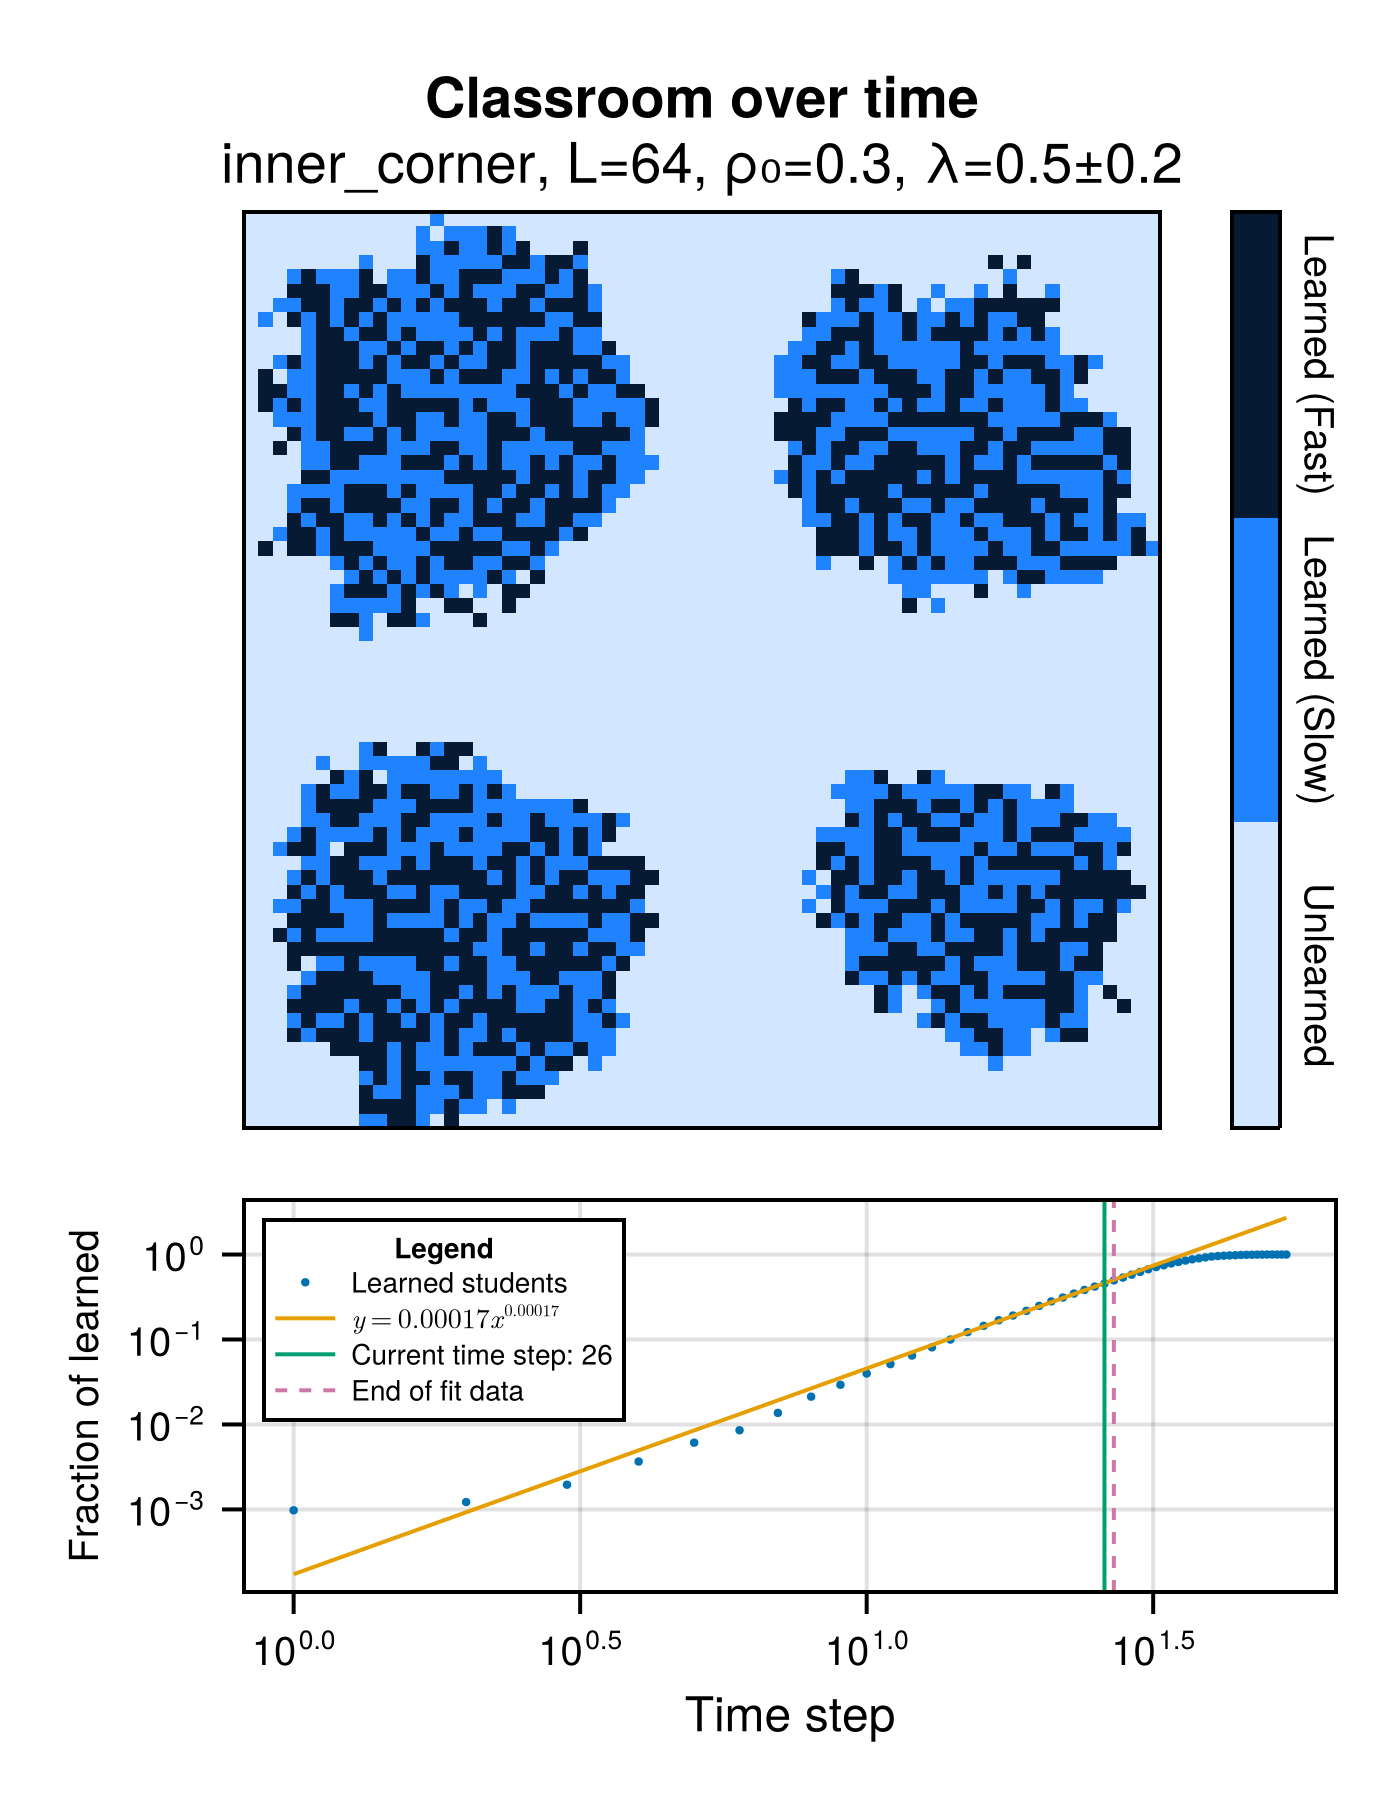 Classroom over time
inner_corner, L=64, ρ₀=0.3, λ=0.5±0.2
Learned (Fast)
Learned (Slow)
Unlearned
Fraction of learned
10⁰
10⁻¹
10⁻²
10⁻³
Legend
Learned students
y = 0.00017x^0.00017
Current time step: 26
End of fit data
10^0.0
10^0.5
10^1.0
10^1.5
Time step